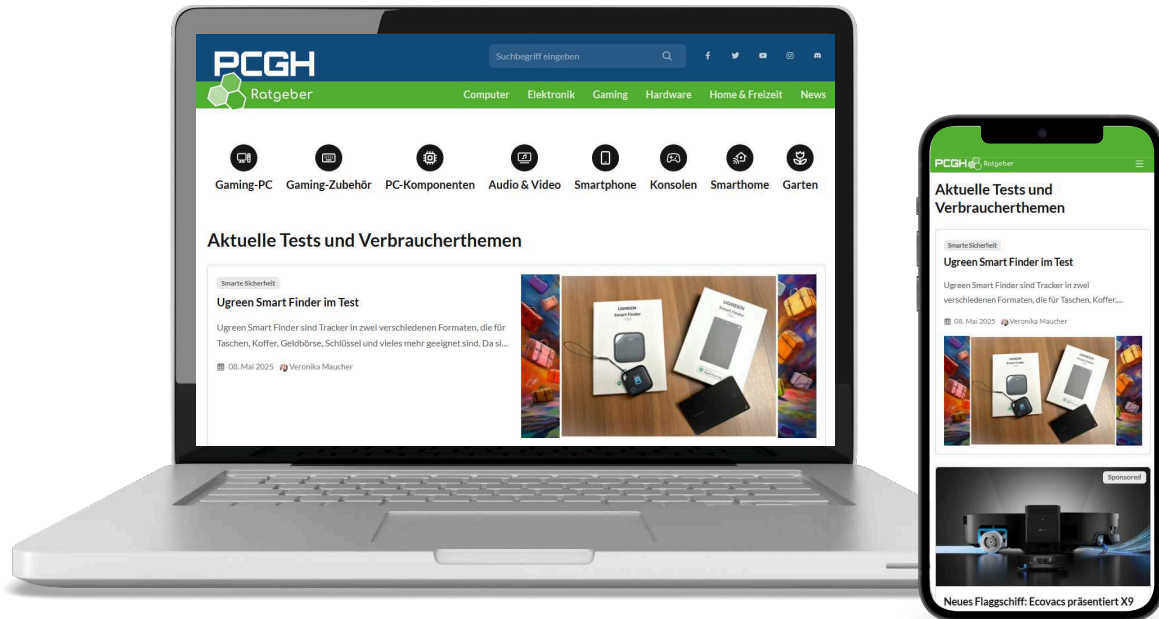 PCGH
Suchbegriff eingeben
Ratgeber
Computer Elektronik Gaming Hardware Home & Freizeit News
Gaming-PC Gaming-Zubehör PC-Komponenten Audio & Video Smartphone Konsolen Smarthome Garten
Aktuelle Tests und Verbraucherthemen
Smarte Sicherheit
Ugreen Smart Finder im Test
Ugreen Smart Finder sind Tracker in zwei verschiedenen Formaten, die für
Taschen, Koffer, Geldbörse, Schlüssel und vieles mehr geeignet sind. Da si...
08. Mai 2025 Veronika Maucher
UGREEN
Smart Finder
UGREEN
Smart Finder
PCGH Ratgeber
Aktuelle Tests und
Verbraucherthemen
Smarte Sicherheit
Ugreen Smart Finder im Test
Ugreen Smart Finder sind Tracker in zwei
verschiedenen Formaten, die für Taschen, Koffer,...
08. Mai 2025 Veronika Maucher
Sponsored
Neues Flaggschiff: Ecovacs präsentiert X9